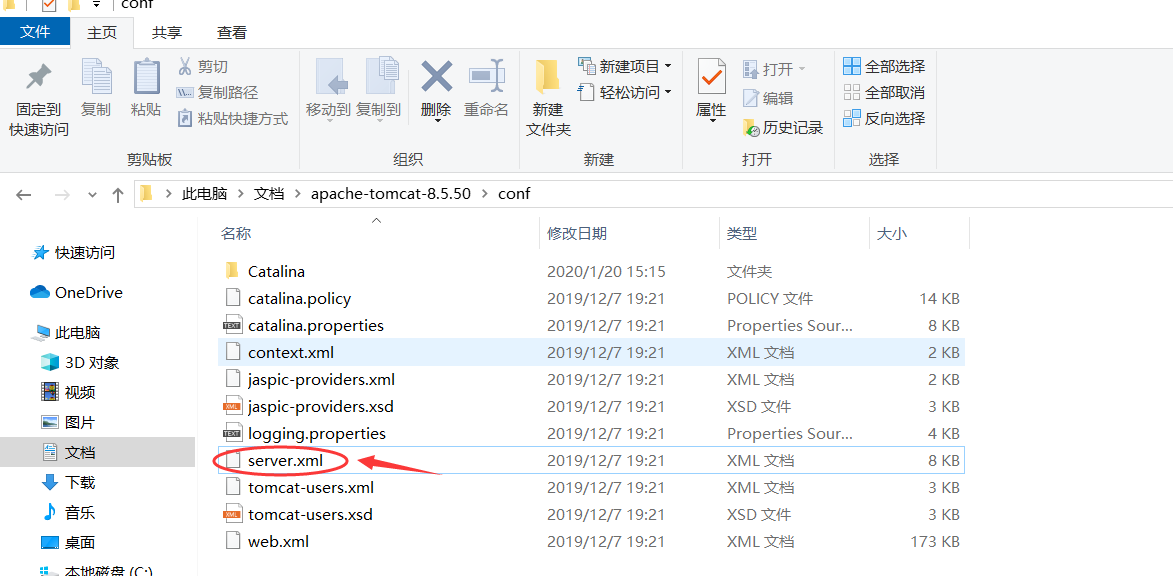 conf
文件 主页 共享 查看
固定到快速访问 复制 粘贴 剪切 复制路径 粘贴快捷方式 移动到 复制到 删除 重命名 新建文件夹 新建项目 轻松访问 属性 打开 编辑 历史记录 全部选择 全部取消 反向选择
剪贴板 组织 新建 打开 选择
此电脑 文档 apache-tomcat-8.5.50 conf
名称 修改日期 类型 大小
快速访问
OneDrive
此电脑
3D 对象
视频
图片
文档
下载
音乐
桌面
本地磁盘 (C:)
Catalina 2020/1/20 15:15 文件夹
catalina.policy 2019/12/7 19:21 POLICY 文件 14 KB
TEXT catalina.properties 2019/12/7 19:21 Properties Sour... 8 KB
context.xml 2019/12/7 19:21 XML 文档 2 KB
jaspic-providers.xml 2019/12/7 19:21 XML 文档 2 KB
XML jaspic-providers.xsd 2019/12/7 19:21 XSD 文件 3 KB
TEXT logging.properties 2019/12/7 19:21 Properties Sour... 4 KB
server.xml 2019/12/7 19:21 XML 文档 8 KB
tomcat-users.xml 2019/12/7 19:21 XML 文档 3 KB
XML tomcat-users.xsd 2019/12/7 19:21 XSD 文件 3 KB
web.xml 2019/12/7 19:21 XML 文档 173 KB